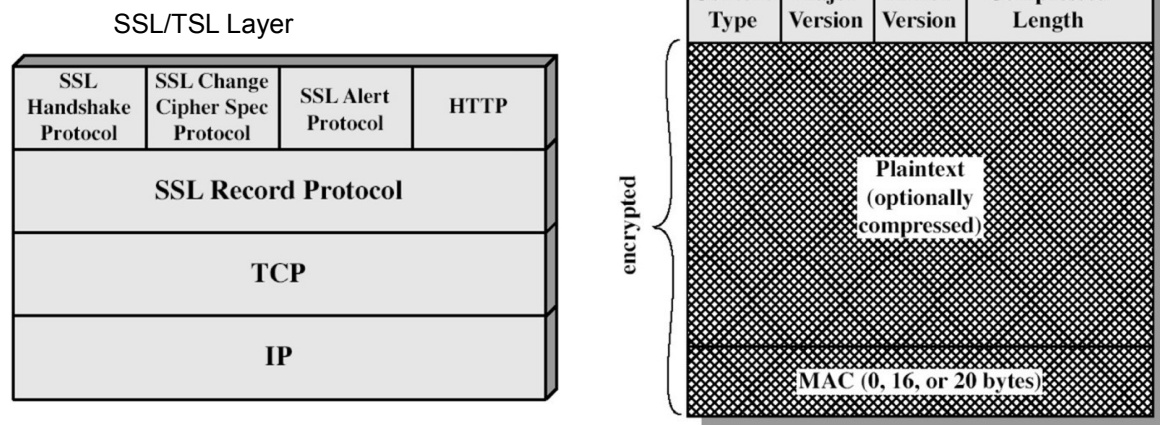 SSL/TSL Layer
SSL
Handshake
Protocol
SSL Change
Cipher Spec
Protocol
SSL Alert
Protocol
HTTP
SSL Record Protocol
TCP
IP
Type
Version
Version
Length
encrypted
Plaintext
(optionally
compressed)
MAC (0, 16, or 20 bytes)